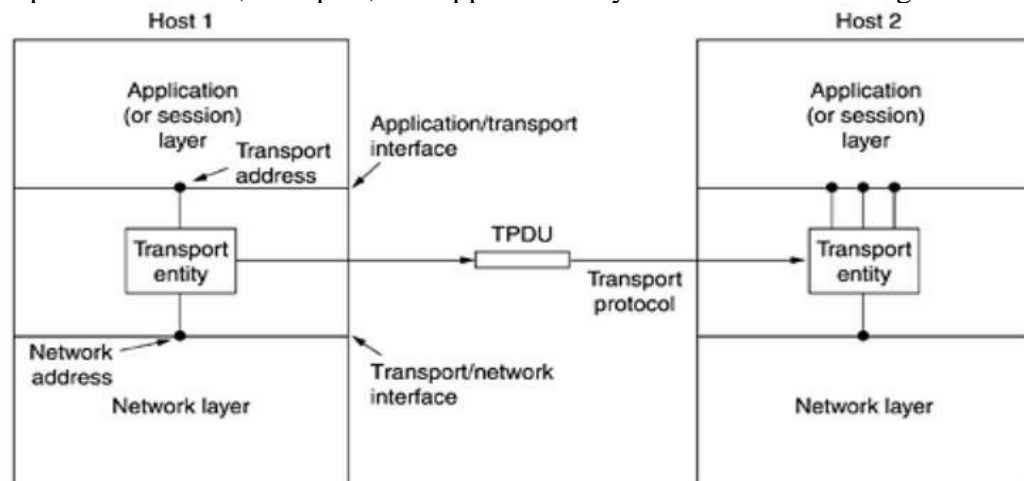 Host 1
Host 2
Application
(or session)
layer
Transport
address
Application/transport
interface
Application
(or session)
layer
Transport
entity
TPDU
Transport
protocol
Transport
entity
Network
address
Transport/network
interface
Network layer
Network layer